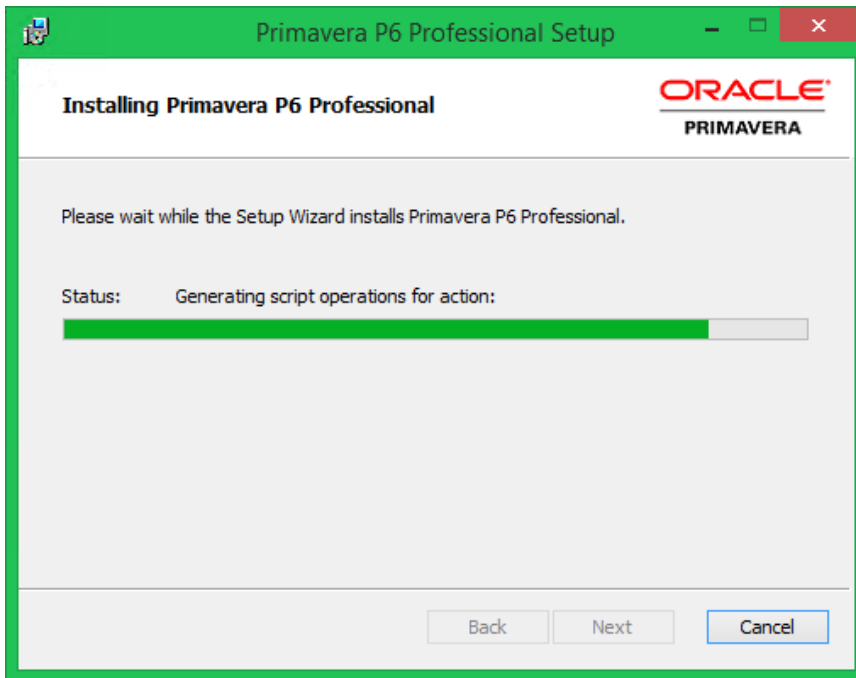 Primavera P6 Professional Setup
Installing Primavera P6 Professional
ORACLE
PRIMAVERA
Please wait while the Setup Wizard installs Primavera P6 Professional.
Status: Generating script operations for action:
Back Next Cancel